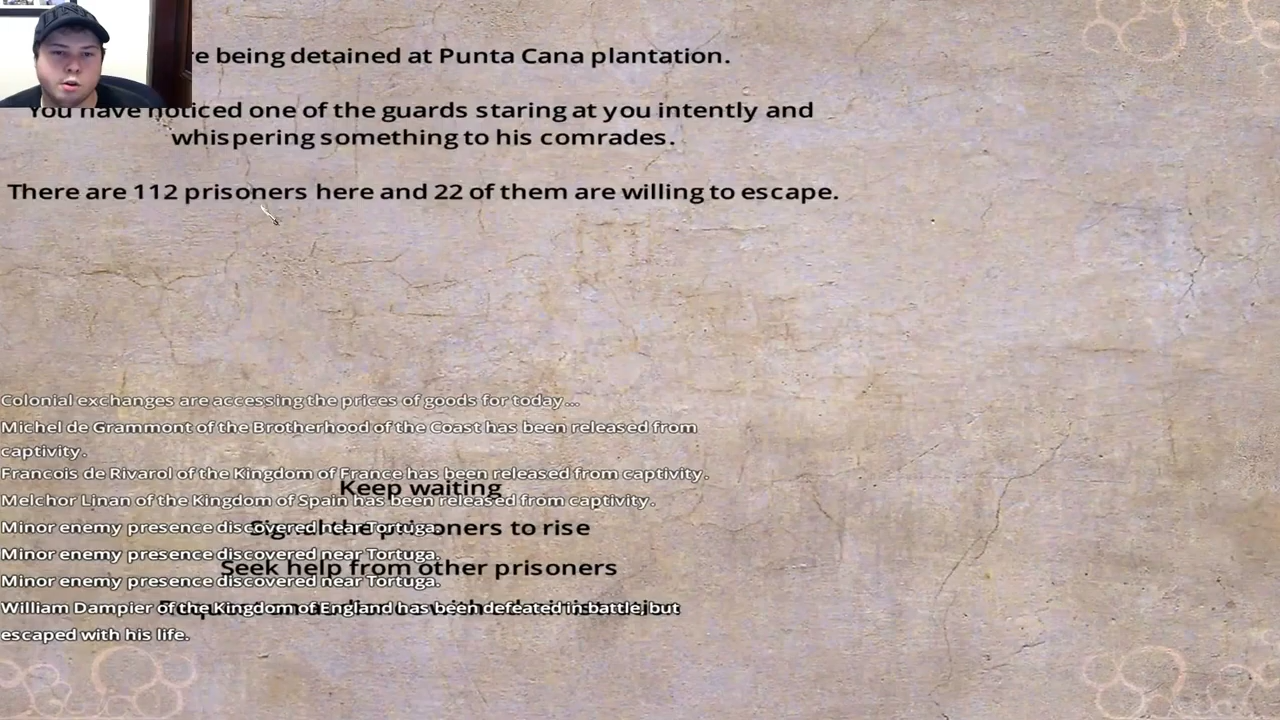 re being detained at Punta Cana plantation.
You have noticed one of the guards staring at you intently and
whispering something to his comrades.
There are 112 prisoners here and 22 of them are willing to escape.
Colonial exchanges are accessing the prices of goods for today...
Michel de Grammont of the Brotherhood of the Coast has been released from
captivity.
Francois de Rivarol of the Kingdom of France has been released from captivity.
Keep waiting
Melchor Linan of the Kingdom of Spain has been released from captivity.
Minor enemy presence discovered near Tortuga.
Signal the prisoners to rise
Minor enemy presence discovered near Tortuga.
Seek help from other prisoners
Minor enemy presence discovered near Tortuga.
William Dampier of the Kingdom of England has been defeated in battle, but
escaped with his life.